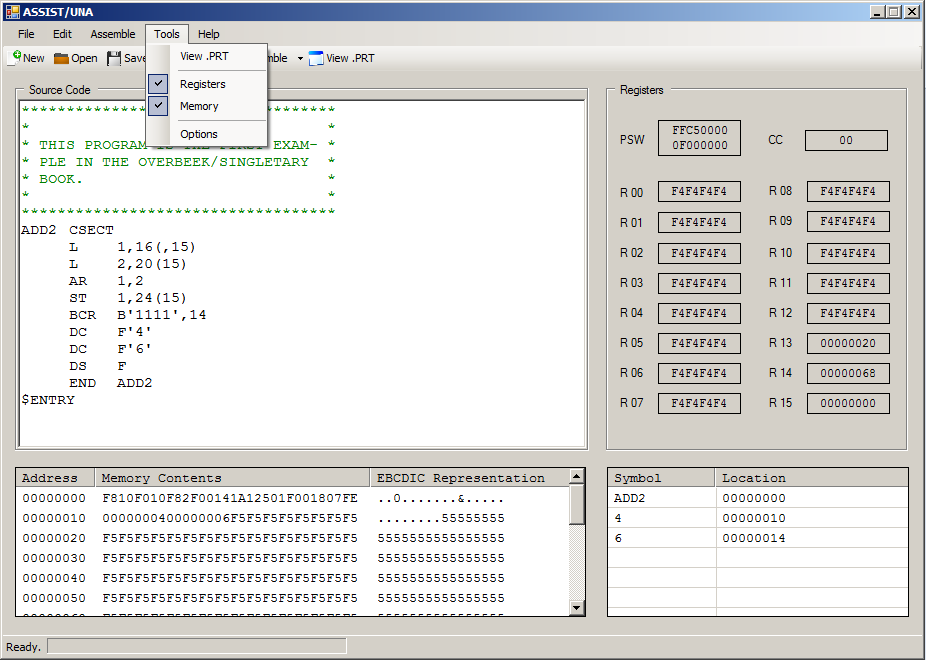 ASSIST/UNA
File Edit Assemble Tools Help
New Open Save mble View .PRT
View .PRT
Registers
Memory
Options
Source Code
**********************************
* *
* THIS PROGRAM IS THE FIRST EXAM- *
* PLE IN THE OVERBEEK/SINGLETARY *
* BOOK. *
* *
**********************************
ADD2 CSECT
L 1,16(,15)
L 2,20(15)
AR 1,2
ST 1,24(15)
BCR B'1111',14
DC F'4'
DC F'6'
DS F
END ADD2
$ENTRY
Registers
PSW FFC50000 0F000000 CC 00
R 00 F4F4F4F4 R 08 F4F4F4F4
R 01 F4F4F4F4 R 09 F4F4F4F4
R 02 F4F4F4F4 R 10 F4F4F4F4
R 03 F4F4F4F4 R 11 F4F4F4F4
R 04 F4F4F4F4 R 12 F4F4F4F4
R 05 F4F4F4F4 R 13 00000020
R 06 F4F4F4F4 R 14 00000068
R 07 F4F4F4F4 R 15 00000000
Address Memory Contents EBCDIC Representation
00000000 F810F010F82F00141A12501F001807FE ..0.......&.....
00000010 0000000400000006F5F5F5F5F5F5F5F5 ........55555555
00000020 F5F5F5F5F5F5F5F5F5F5F5F5F5F5F5F5 5555555555555555
00000030 F5F5F5F5F5F5F5F5F5F5F5F5F5F5F5F5 5555555555555555
00000040 F5F5F5F5F5F5F5F5F5F5F5F5F5F5F5F5 5555555555555555
00000050 F5F5F5F5F5F5F5F5F5F5F5F5F5F5F5F5 5555555555555555
Symbol Location
ADD2 00000000
4 00000010
6 00000014
Ready.